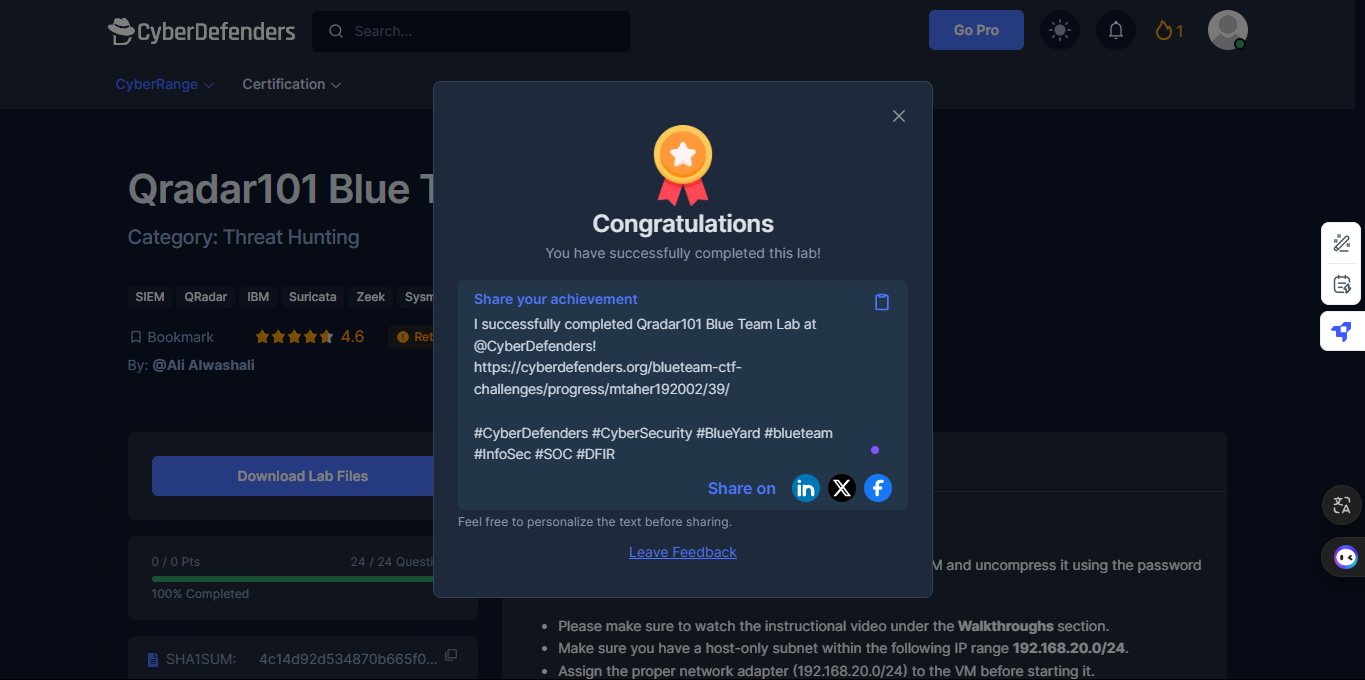 CyberDefenders
Search...
Go Pro
1
CyberRange
Certification
Qradar101 Blue T
Category: Threat Hunting
SIEM QRadar IBM Suricata Zeek Sysm
Bookmark 4.6 Ret
By: @Ali Alwashali
Congratulations
You have successfully completed this lab!
Share your achievement
I successfully completed Qradar101 Blue Team Lab at
@CyberDefenders!
https://cyberdefenders.org/blueteam-ctf-
challenges/progress/mtaher192002/39/
#CyberDefenders #CyberSecurity #BlueYard #blueteam
#InfoSec #SOC #DFIR
Share on
Feel free to personalize the text before sharing.
Leave Feedback
Download Lab Files
0 / 0 Pts 24 / 24 Questi
100% Completed
SHA1SUM: 4c14d92d534870b665f0...
M and uncompress it using the password
• Please make sure to watch the instructional video under the Walkthroughs section.
• Make sure you have a host-only subnet within the following IP range 192.168.20.0/24.
• Assign the proper network adapter (192.168.20.0/24) to the VM before starting it.